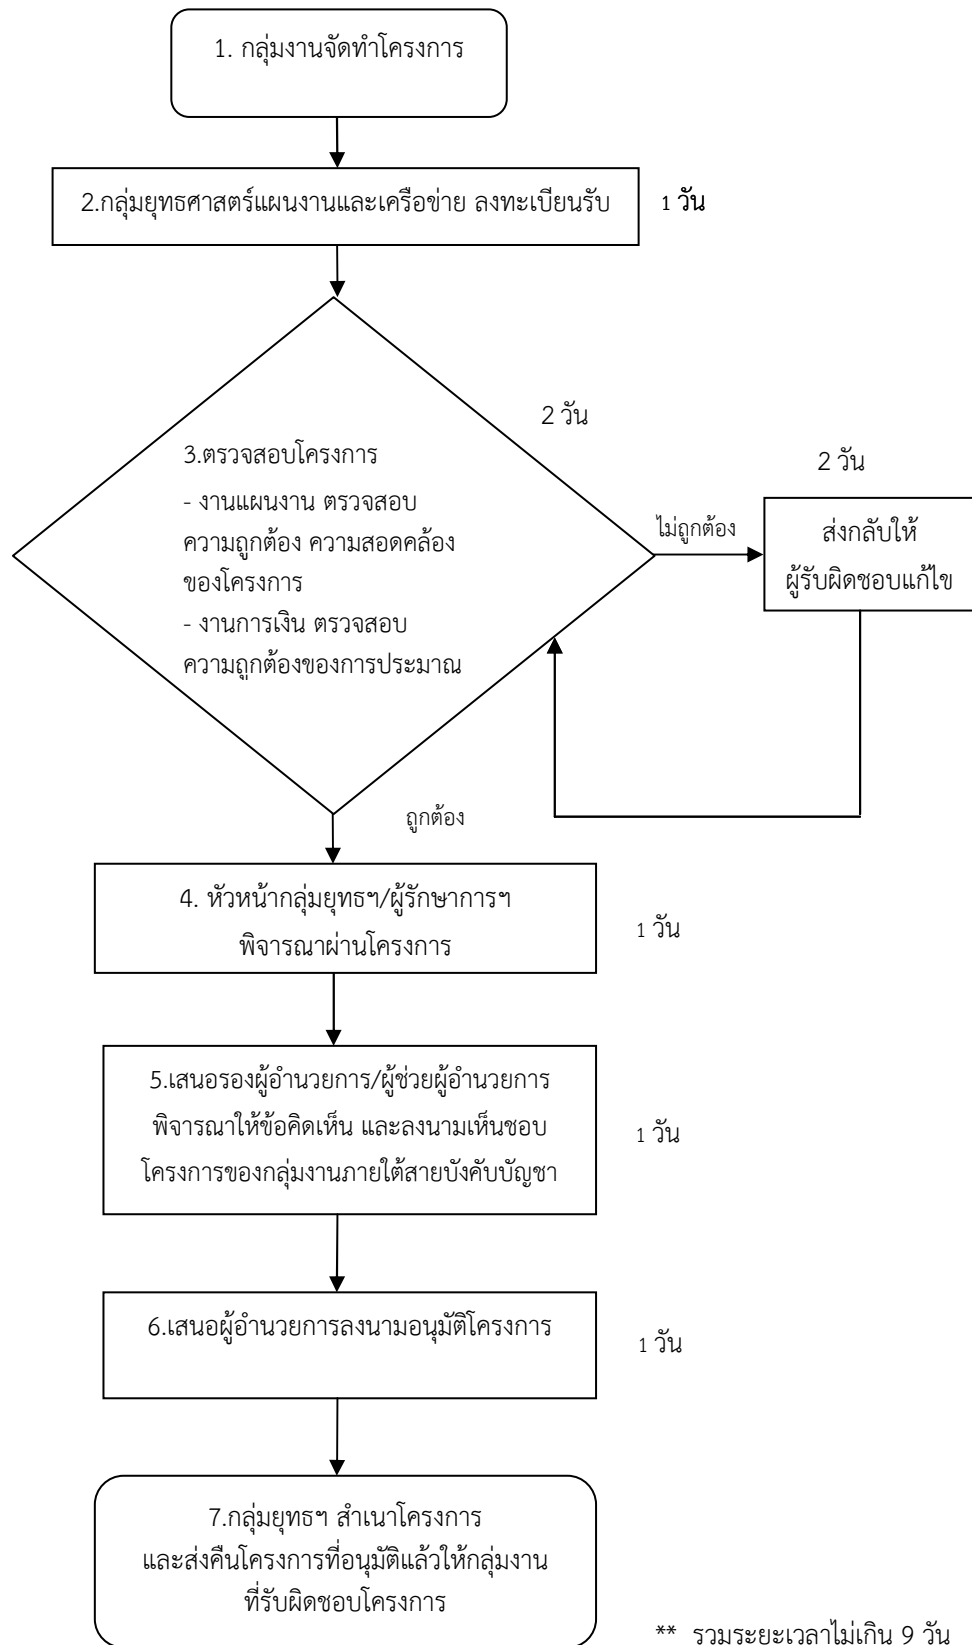 1. กลุ่มงานจัดทำโครงการ
2.กลุ่มยุทธศาสตร์แผนงานและเครือข่าย ลงทะเบียนรับ
1 วัน
2 วัน
3.ตรวจสอบโครงการ
- งานแผนงาน ตรวจสอบ
ความถูกต้อง ความสอดคล้อง
ของโครงการ
- งานการเงิน ตรวจสอบ
ความถูกต้องของการประมาณ
ไม่ถูกต้อง
2 วัน
ส่งกลับให้
ผู้รับผิดชอบแก้ไข
ถูกต้อง
4. หัวหน้ากลุ่มยุทธฯ/ผู้รักษาการฯ
พิจารณาผ่านโครงการ
1 วัน
5.เสนอรองผู้อำนวยการ/ผู้ช่วยผู้อำนวยการ
พิจารณาให้ข้อคิดเห็น และลงนามเห็นชอบ
โครงการของกลุ่มงานภายใต้สายบังคับบัญชา
1 วัน
6.เสนอผู้อำนวยการลงนามอนุมัติโครงการ
1 วัน
7.กลุ่มยุทธฯ สำเนาโครงการ
และส่งคืนโครงการที่อนุมัติแล้วให้กลุ่มงาน
ที่รับผิดชอบโครงการ
** รวมระยะเวลาไม่เกิน 9 วัน